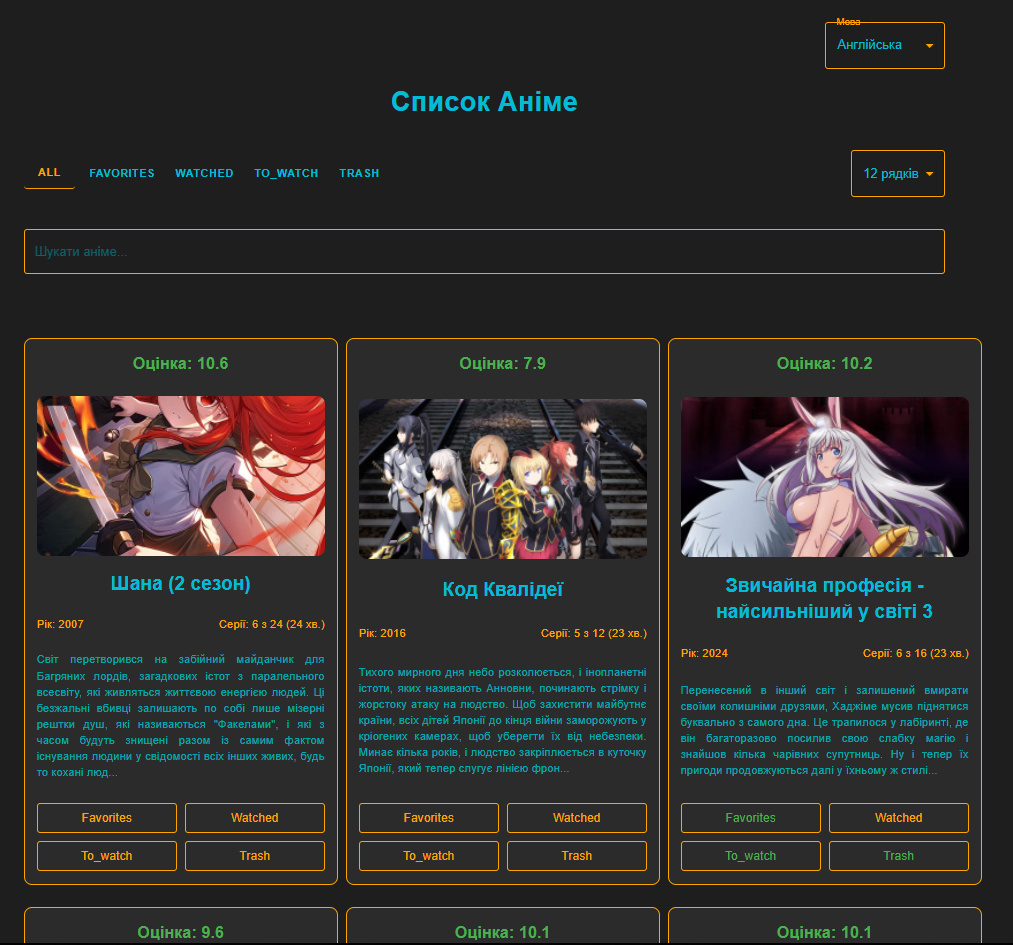 Мова
Англійська
Список Аніме
ALL FAVORITES WATCHED TO_WATCH TRASH
12 рядків
Шукати аніме...
Оцінка: 10.6
Шана (2 сезон)
Рік: 2007 Серії: 6 з 24 (24 хв.)
Світ перетворився на забійний майданчик для
Багряних лордів, загадкових істот з паралельного
всесвіту, які живляться життєвою енергією людей. Ці
безжальні вбивці залишають по собі лише мізерні
рештки душ, які називаються "Факелами", і які з
часом будуть знищені разом із самим фактом
існування людини у свідомості всіх інших живих, будь
то кохані люд...
Favorites Watched
To_watch Trash
Оцінка: 7.9
Код Квалідеї
Рік: 2016 Серії: 5 з 12 (23 хв.)
Тихого мирного дня небо розколюється, і інопланетні
істоти, яких називають Анновни, починають стрімку і
жорстоку атаку на людство. Щоб захистити майбутнє
країни, всіх дітей Японії до кінця війни заморожують у
кріогенних камерах, щоб уберегти їх від небезпеки.
Минає кілька років, і людство закріплюється в куточку
Японії, який тепер слугує лінією фрон...
Favorites Watched
To_watch Trash
Оцінка: 10.2
Звичайна професія -
найсильніший у світі 3
Рік: 2024 Серії: 6 з 16 (23 хв.)
Перенесений в інший світ і залишений вмирати
своїми колишніми друзями, Хаджіме мусив піднятися
буквально з самого дна. Це трапилося у лабіринті, де
він багаторазово посилив свою слабку магію і
знайшов кілька чарівних супутниць. Ну і тепер їх
пригоди продовжуються далі у їхньому ж стилі...
Favorites Watched
To_watch Trash
Оцінка: 9.6
Оцінка: 10.1
Оцінка: 10.1